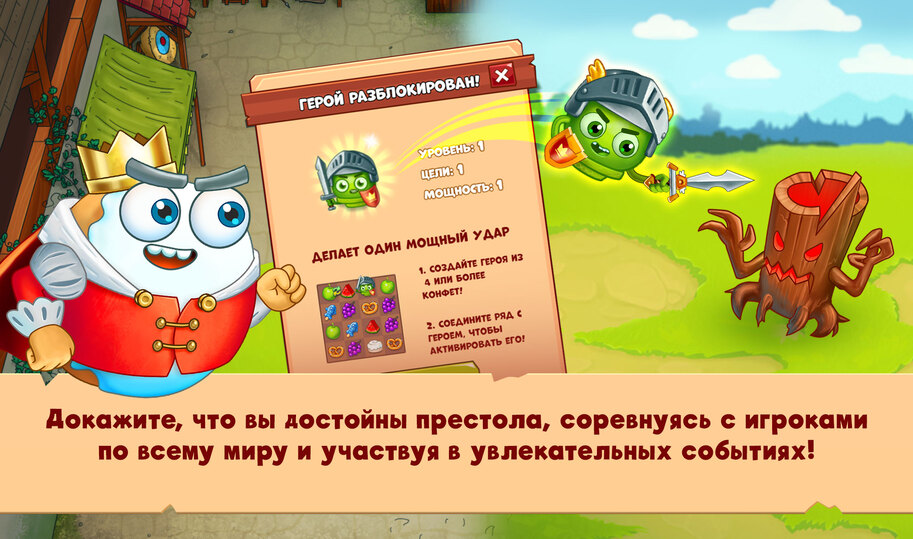 ГЕРОЙ РАЗБЛОКИРОВАН!
УРОВЕНЬ: 1
ЦЕЛИ: 1
МОЩНОСТЬ: 1
ДЕЛАЕТ ОДИН МОЩНЫЙ УДАР
1. СОЗДАЙТЕ ГЕРОЯ ИЗ
4 ИЛИ БОЛЕЕ
КОНФЕТ!
2. СОЕДИНИТЕ РЯД С
ГЕРОЕМ, ЧТОБЫ
АКТИВИРОВАТЬ ЕГО!
Докажите, что вы достойны престола, соревнуясь с игроками
по всему миру и участвуя в увлекательных событиях!